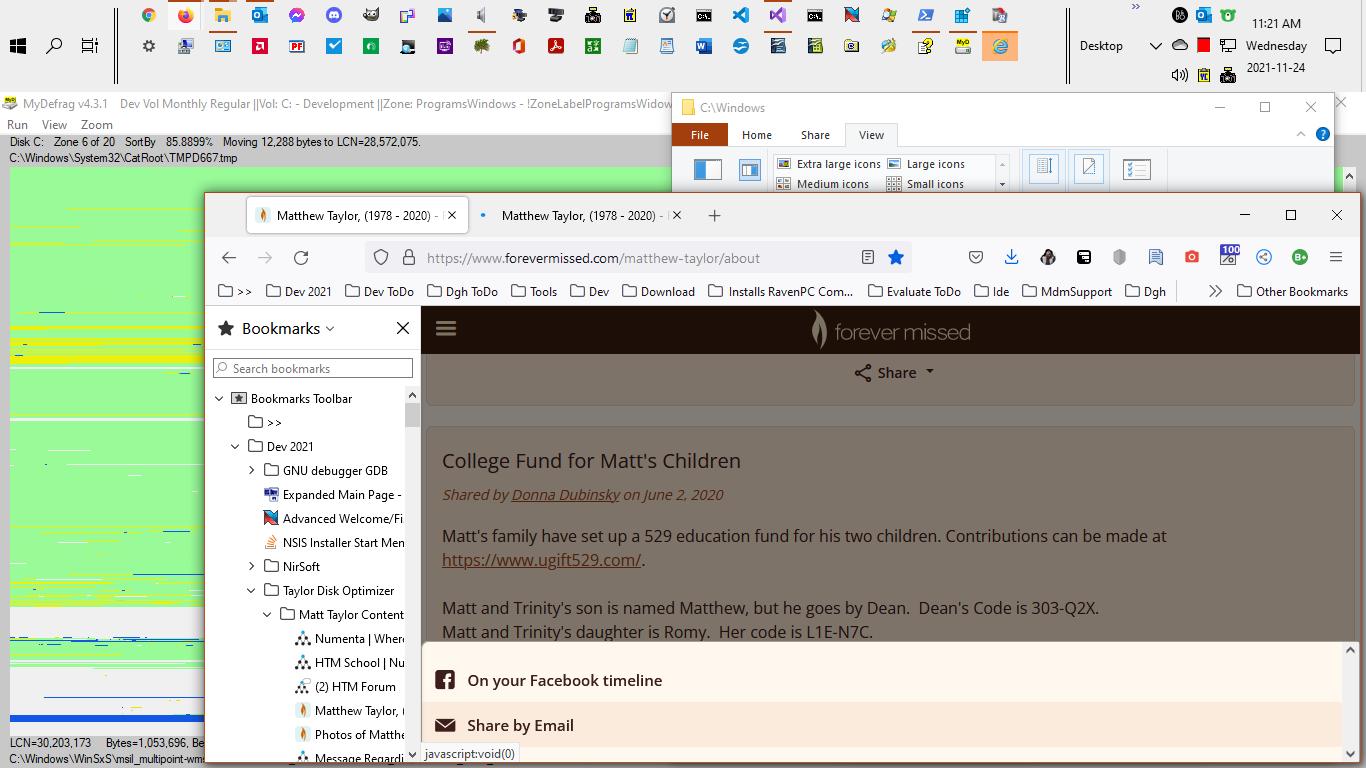 11:21 AM
Desktop
Wednesday
2021-11-24
MyDefrag v4.3.1 Dev Vol Monthly Regular ||Vol: C: - Development ||Zone: ProgramsWindows - !ZoneLabelProgramsWidow
Run View Zoom
Disk C: Zone 6 of 20 SortBy 85.8899% Moving 12,288 bytes to LCN=28,572,075.
C:\Windows\System32\CatRoot\TMPD667.tmp
C:\Windows
File Home Share View
Extra large icons Large icons
Medium icons Small icons
Matthew Taylor, (1978 - 2020) -
Matthew Taylor, (1978 - 2020) -
https://www.forevermissed.com/matthew-taylor/about
100
>> Dev 2021 Dev ToDo Dgh ToDo Tools Dev Download Installs RavenPC Com... Evaluate ToDo Ide MdmSupport Dgh Other Bookmarks
Bookmarks
Search bookmarks
Bookmarks Toolbar
>>
Dev 2021
GNU debugger GDB
Expanded Main Page -
Advanced Welcome/Fi
NSIS Installer Start Men
NirSoft
Taylor Disk Optimizer
Matt Taylor Content
Numenta | Where
HTM School | Nu
(2) HTM Forum
Matthew Taylor, (
Photos of Matthe
Message Regardi
forever missed
Share
College Fund for Matt's Children
Shared by Donna Dubinsky on June 2, 2020
Matt's family have set up a 529 education fund for his two children. Contributions can be made at
https://www.ugift529.com/.
Matt and Trinity's son is named Matthew, but he goes by Dean. Dean's Code is 303-Q2X.
Matt and Trinity's daughter is Romy. Her code is L1E-N7C.
On your Facebook timeline
Share by Email
javascript:void(0)
LCN=30,203,173 Bytes=1,053,696, Be
C:\Windows\WinSxS\msil_multipoint-wms